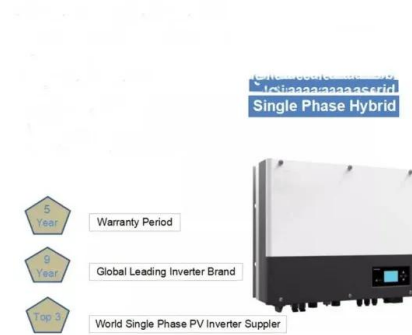 Single Phase Hybrid
5
Year
Warranty Period
9
Year
Global Leading Inverter Brand
Top 3
World Single Phase PV Inverter Suppler